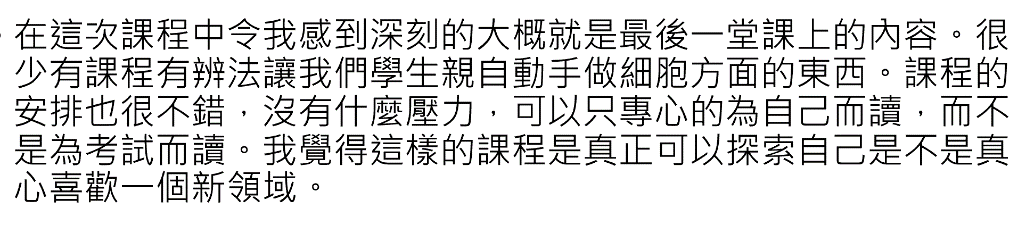 • 在這次課程中令我感到深刻的大概就是最後一堂課上的內容。很
少有課程有辨法讓我們學生親自動手做細胞方面的東西。課程的
安排也很不錯，沒有什麼壓力，可以只專心的為自己而讀，而不
是為考試而讀。我覺得這樣的課程是真正可以探索自己是不是真
心喜歡一個新領域。